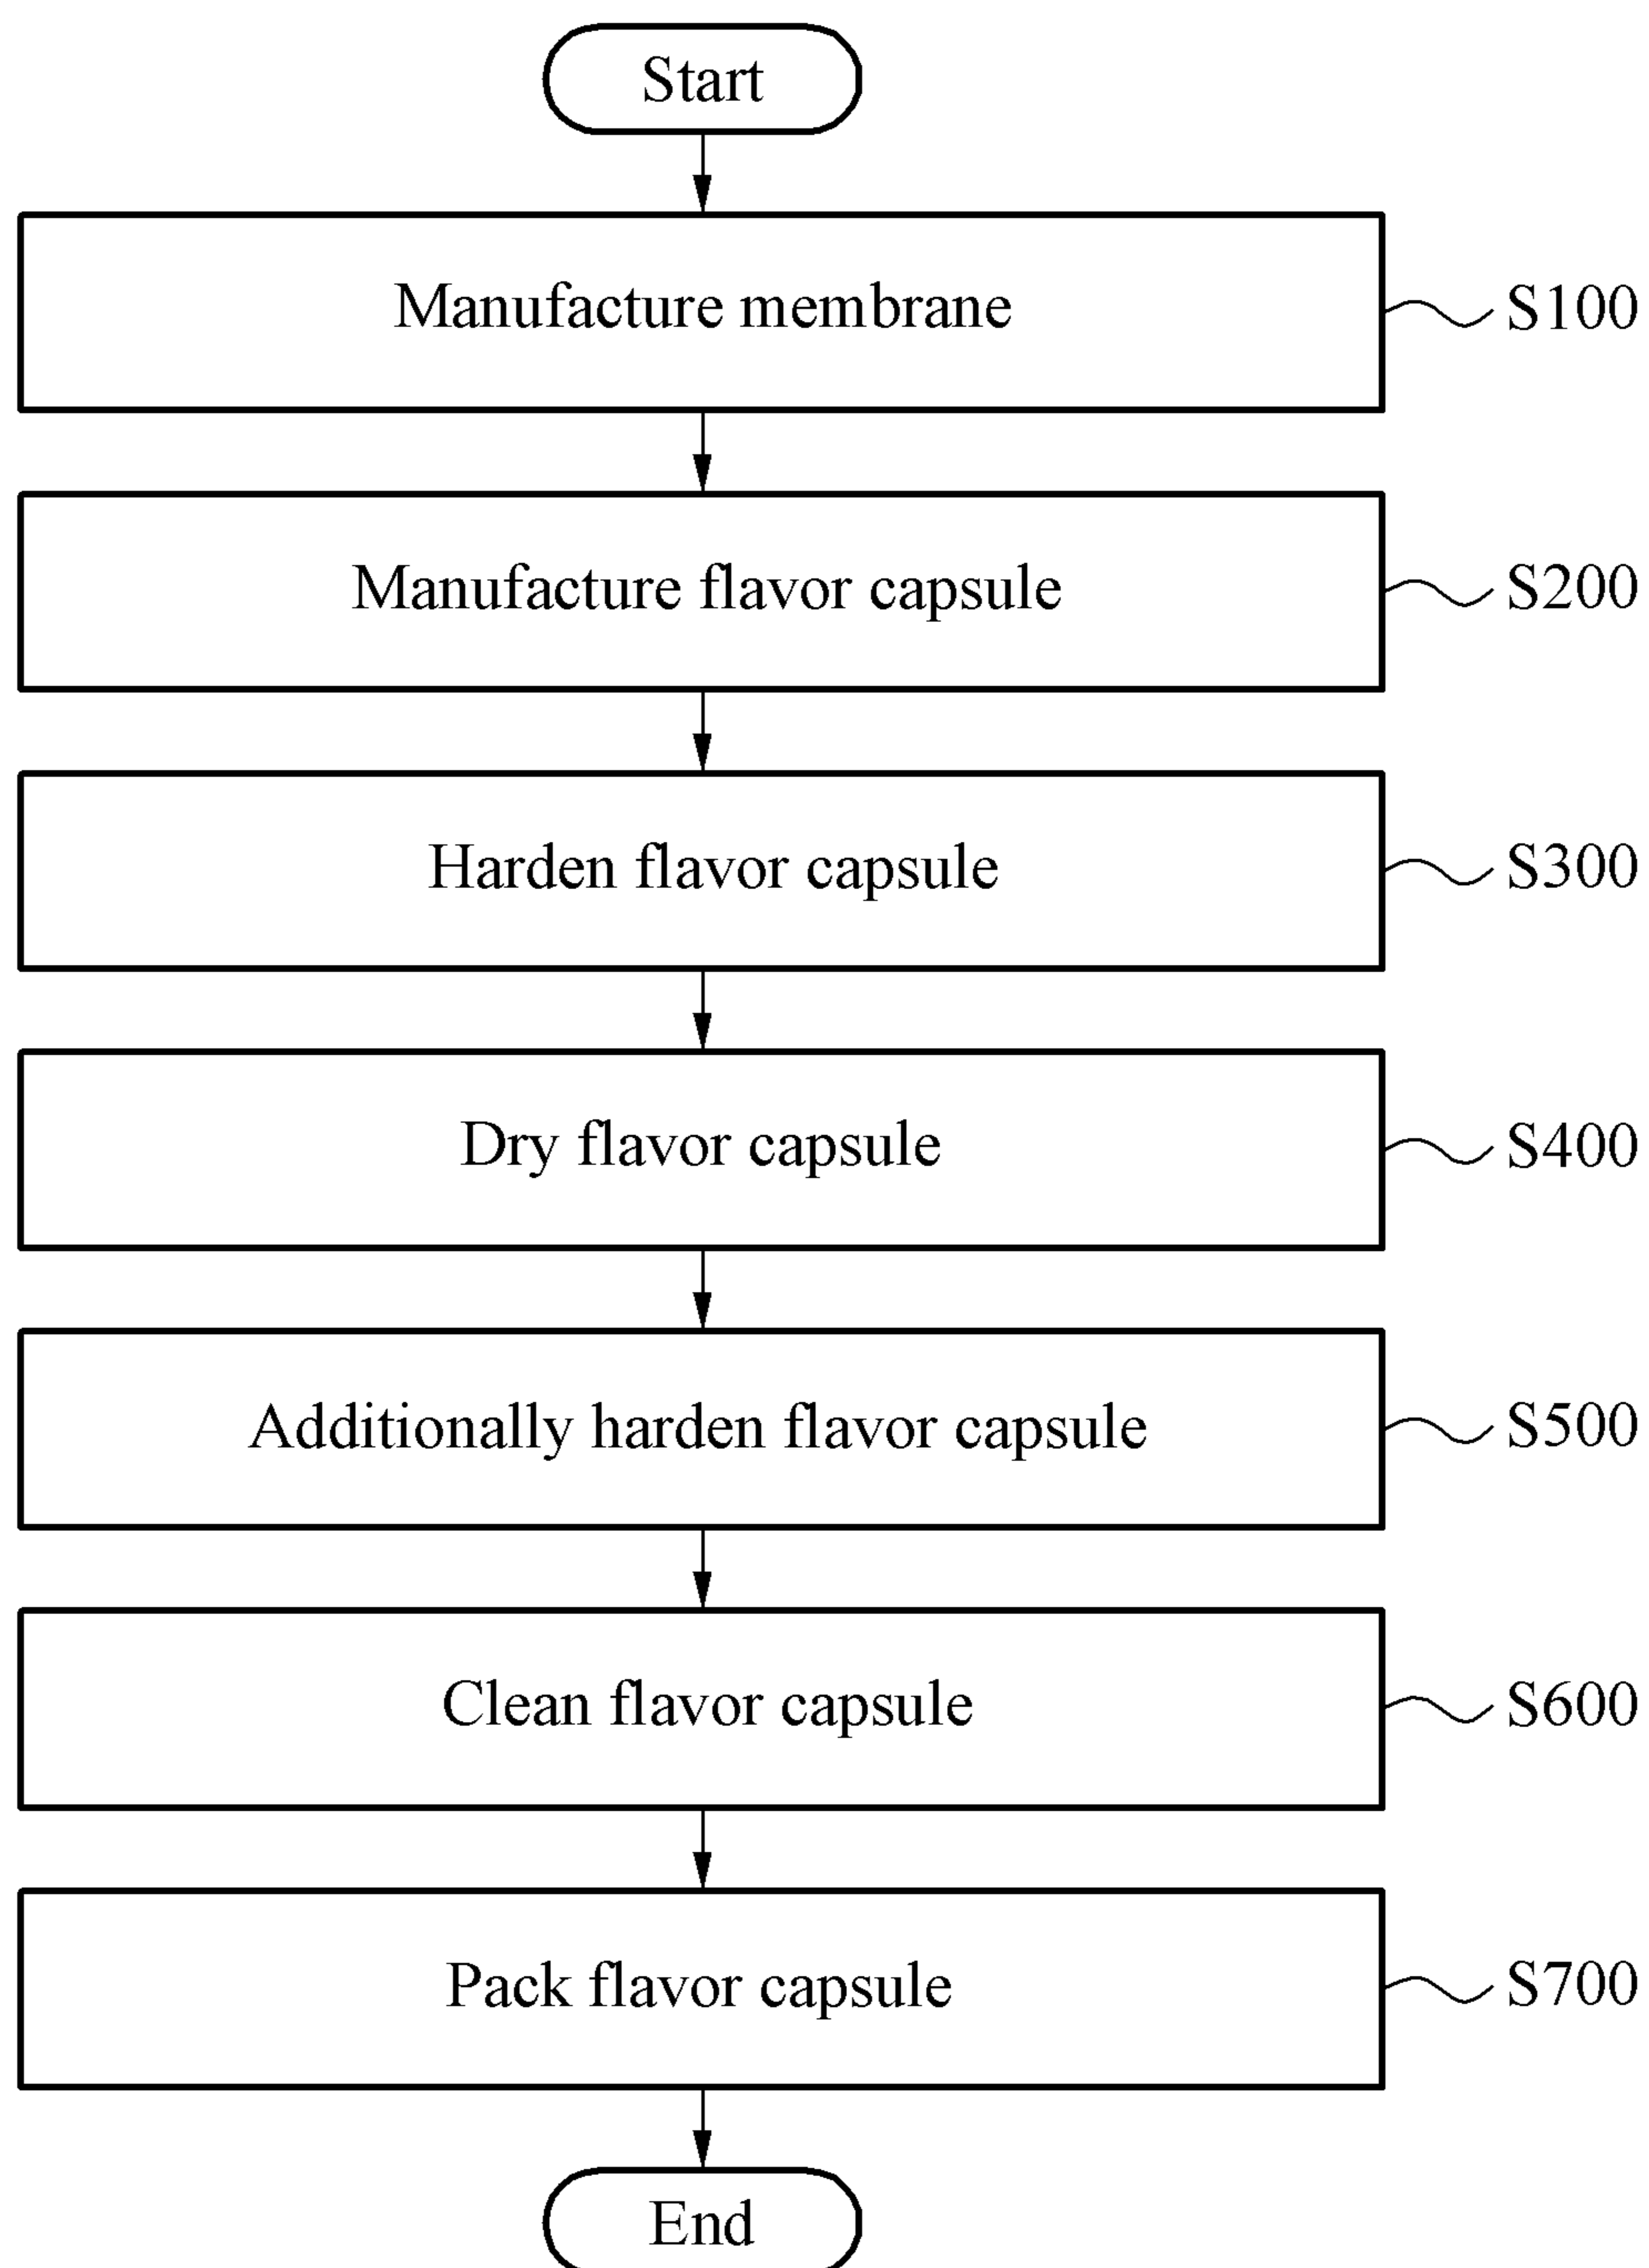 Start
Manufacture membrane S100
Manufacture flavor capsule S200
Harden flavor capsule S300
Dry flavor capsule S400
Additionally harden flavor capsule S500
Clean flavor capsule S600
Pack flavor capsule S700
End